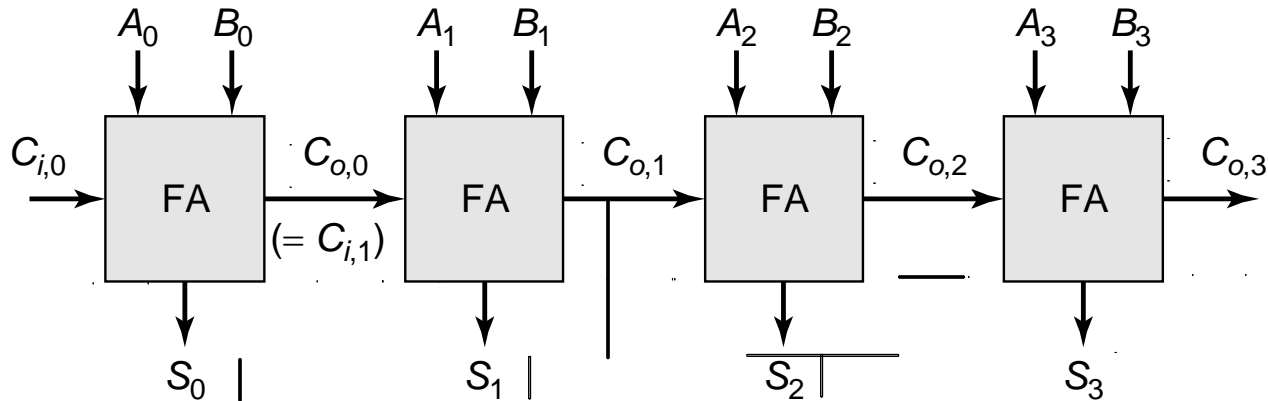 A0 B0 A1 B1 A2 B2 A3 B3
Ci,0 FA Co,0 FA Co,1 FA Co,2 FA Co,3
(= Ci,1)
S0 S1 S2 S3